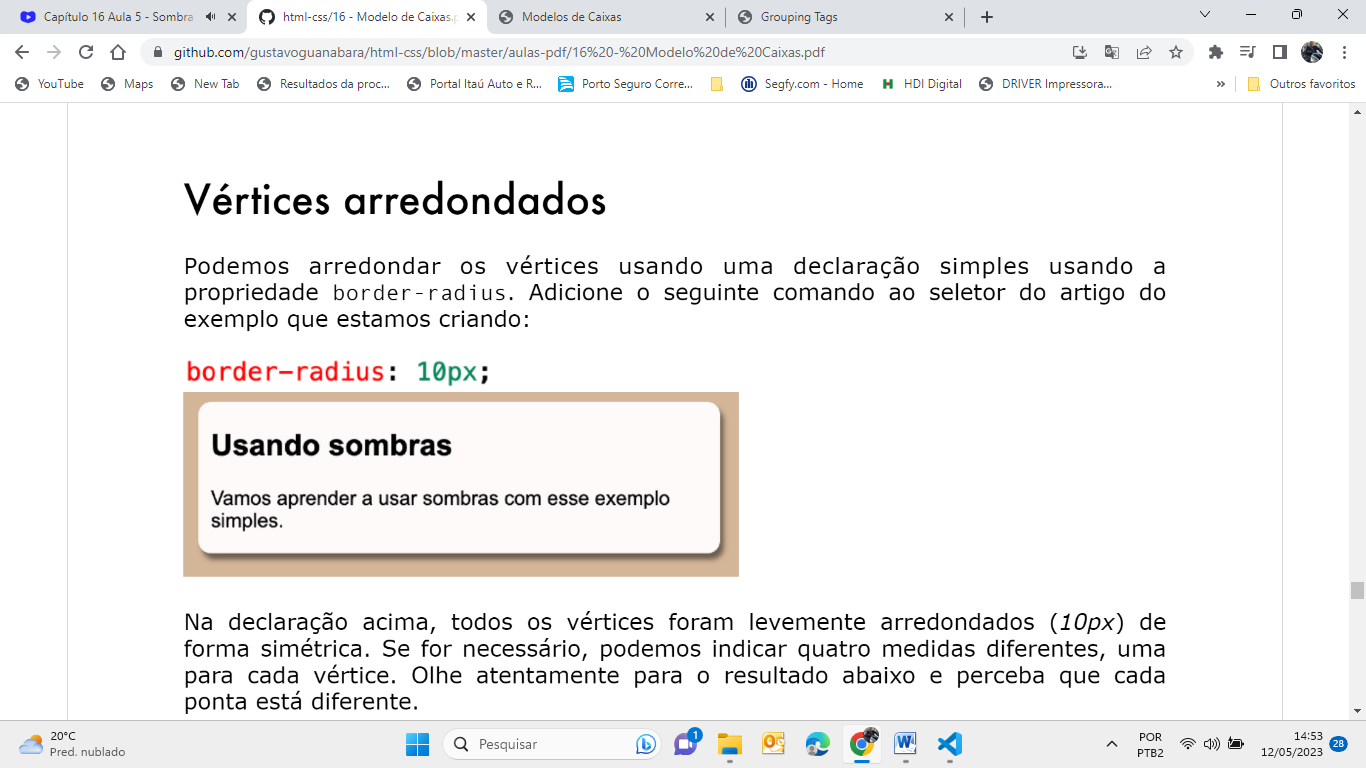 Capítulo 16 Aula 5 - Sombra
html-css/16 - Modelo de Caixas.p
Modelos de Caixas
Grouping Tags
github.com/gustavoguanabara/html-css/blob/master/aulas-pdf/16%20-%20Modelo%20de%20Caixas.pdf
YouTube
Maps
New Tab
Resultados da proc...
Portal Itaú Auto e R...
Porto Seguro Corre...
Segfy.com - Home
HDI Digital
DRIVER Impressora...
»
Outros favoritos
Vértices arredondados
Podemos arredondar os vértices usando uma declaração simples usando a
propriedade border-radius. Adicione o seguinte comando ao seletor do artigo do
exemplo que estamos criando:
border-radius: 10px;
Usando sombras
Vamos aprender a usar sombras com esse exemplo
simples.
Na declaração acima, todos os vértices foram levemente arredondados (10px) de
forma simétrica. Se for necessário, podemos indicar quatro medidas diferentes, uma
para cada vértice. Olhe atentamente para o resultado abaixo e perceba que cada
ponta está diferente.
20°C
Pred. nublado
Pesquisar
1
POR
PTB2
14:53
12/05/2023
28